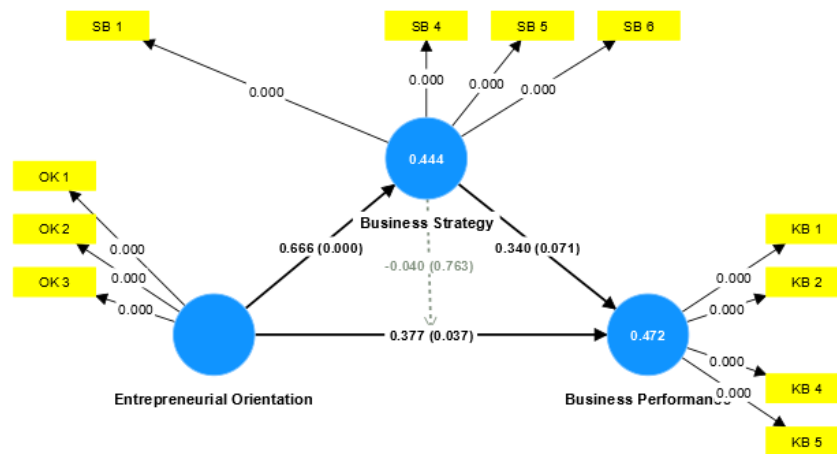 SB 1
SB 4
SB 5
SB 6
0.000
0.000
0.000
0.000
0.444
OK 1
OK 2
OK 3
0.000
0.000
0.000
Business Strategy
0.666 (0.000)
0.340 (0.071)
-0.040 (0.763)
0.377 (0.037)
0.472
KB 1
KB 2
KB 4
KB 5
0.000
0.000
0.000
0.000
Entrepreneurial Orientation
Business Performance